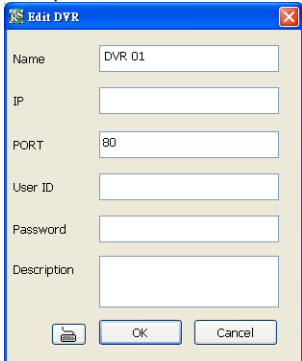 Edit DVR
Name DVR 01
IP
PORT 80
User ID
Password
Description
OK Cancel